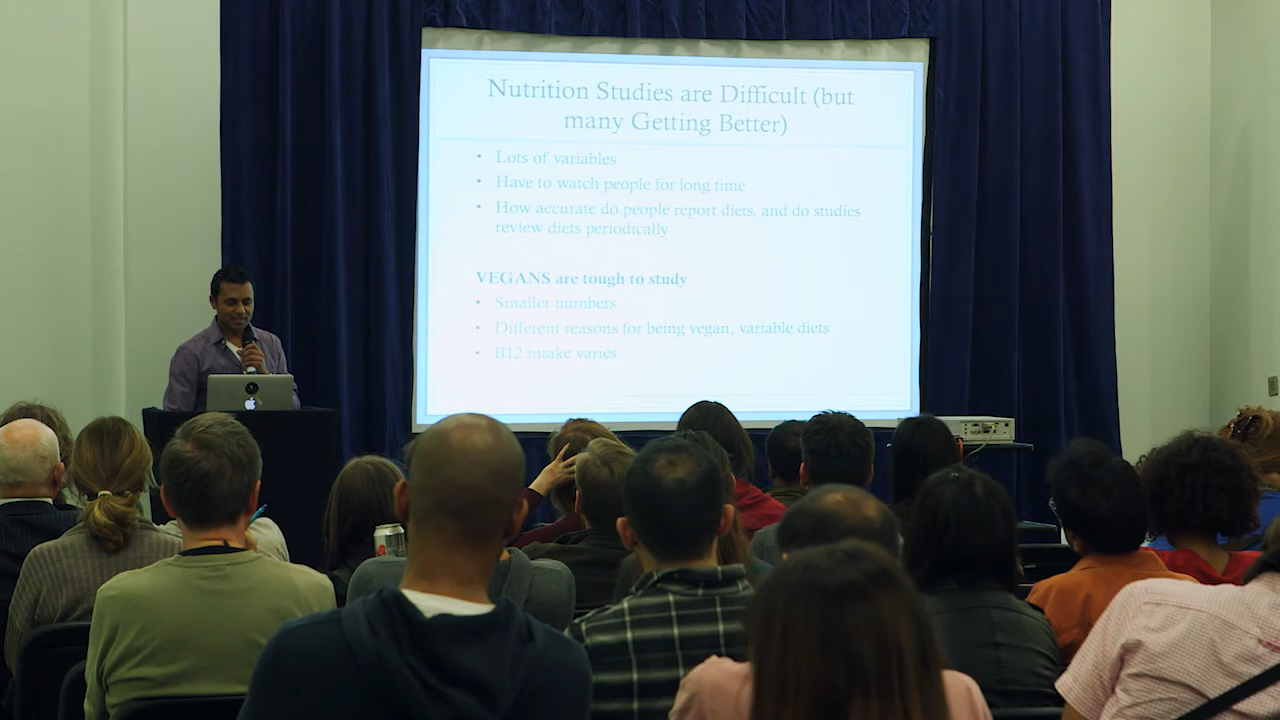 Nutrition Studies are Difficult (but
many Getting Better)
• Lots of variables
• Have to watch people for long time
• How accurate do people report diets, and do studies
review diets periodically
VEGANS are tough to study
• Smaller numbers
• Different reasons for being vegan, variable diets
• B12 intake varies